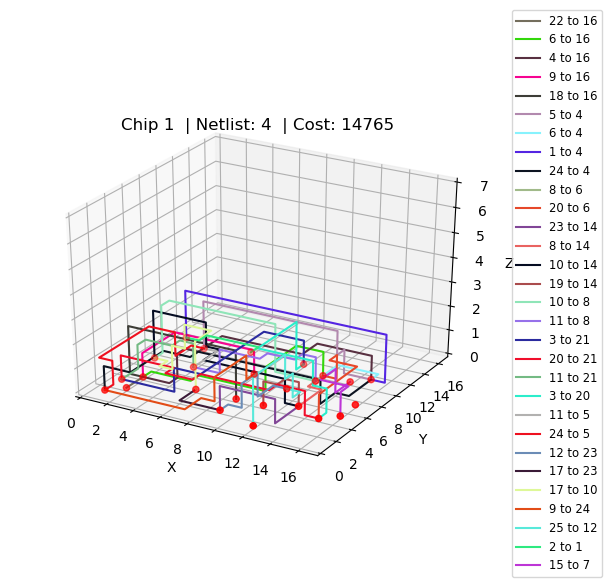 Chip 1 | Netlist: 4 | Cost: 14765
0
2
4
6
8
10
12
14
16
X
0
2
4
6
8
10
12
14
16
Y
0
1
2
3
4
5
6
7
Z
22 to 16
6 to 16
4 to 16
9 to 16
18 to 16
5 to 4
6 to 4
1 to 4
24 to 4
8 to 6
20 to 6
23 to 14
8 to 14
10 to 14
19 to 14
10 to 8
11 to 8
3 to 21
20 to 21
11 to 21
3 to 20
11 to 5
24 to 5
12 to 23
17 to 23
17 to 10
9 to 24
25 to 12
2 to 1
15 to 7